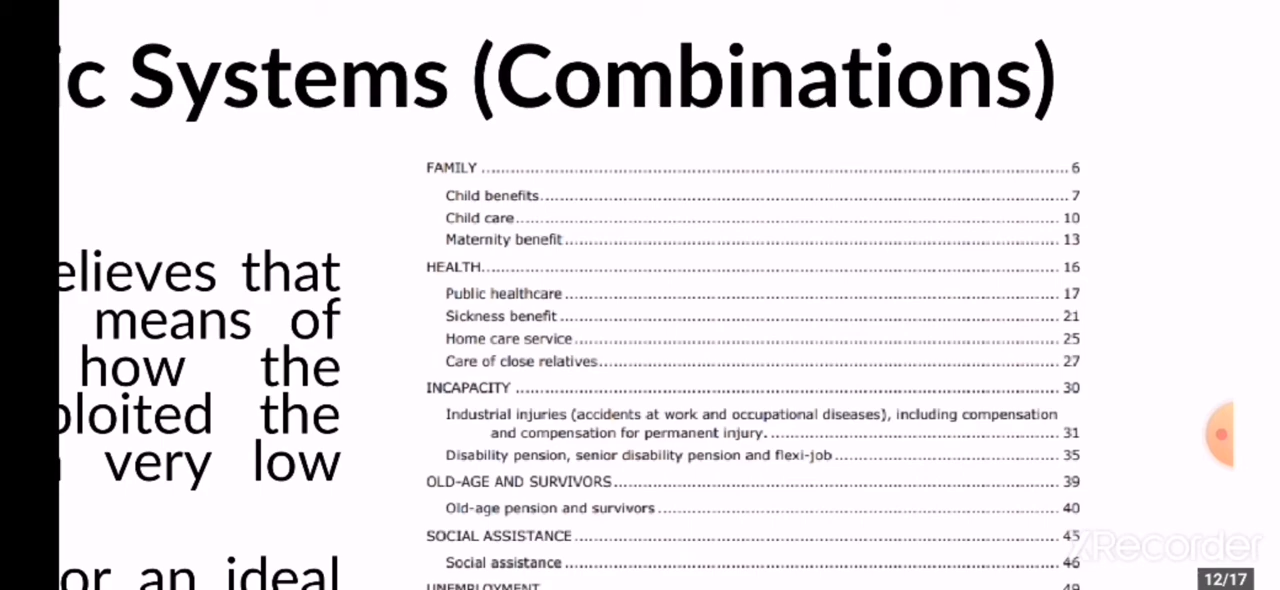 ic Systems (Combinations)
elieves that
means of
how the
ploited the
very low
or an ideal
FAMILY ........ 6
Child benefits ........ 7
Child care ........ 10
Maternity benefit ........ 13
HEALTH ........ 16
Public healthcare ........ 17
Sickness benefit ........ 21
Home care service ........ 25
Care of close relatives ........ 27
INCAPACITY ........ 30
Industrial injuries (accidents at work and occupational diseases), including compensation
and compensation for permanent injury. ........ 31
Disability pension, senior disability pension and flexi-job ........ 35
OLD-AGE AND SURVIVORS ........ 39
Old-age pension and survivors ........ 40
SOCIAL ASSISTANCE ........ 45
Social assistance ........ 46
UNEMPLOYMENT ........ 49
XRecorder
12/17